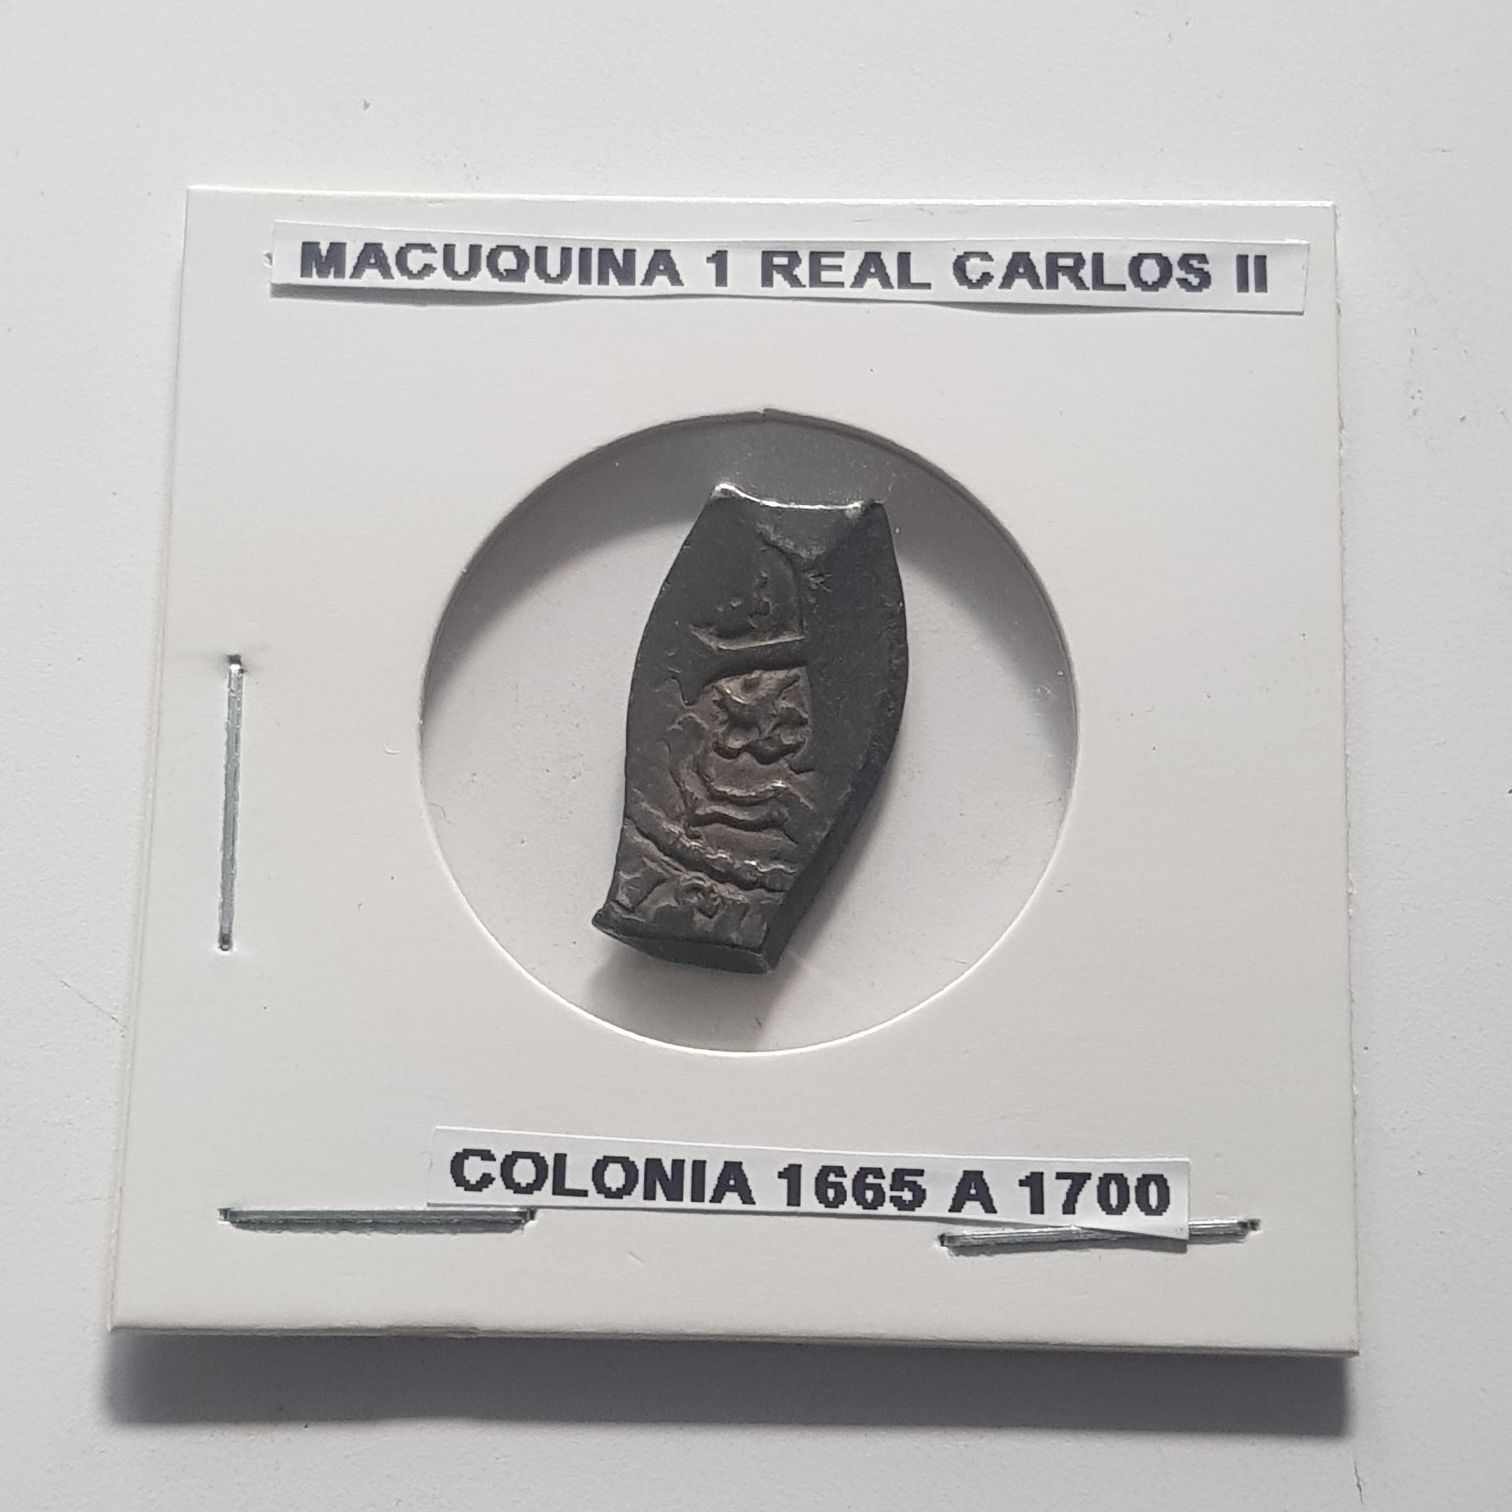 MACUQUINA 1 REAL CARLOS II
COLONIA 1665 A 1700